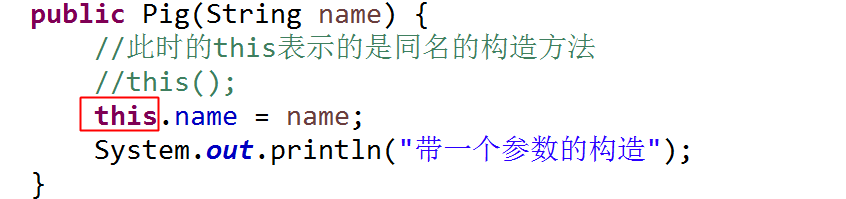 public Pig(String name) {
//此时的this表示的是同名的构造方法
//this();
this.name = name;
System.out.println("带一个参数的构造");
}